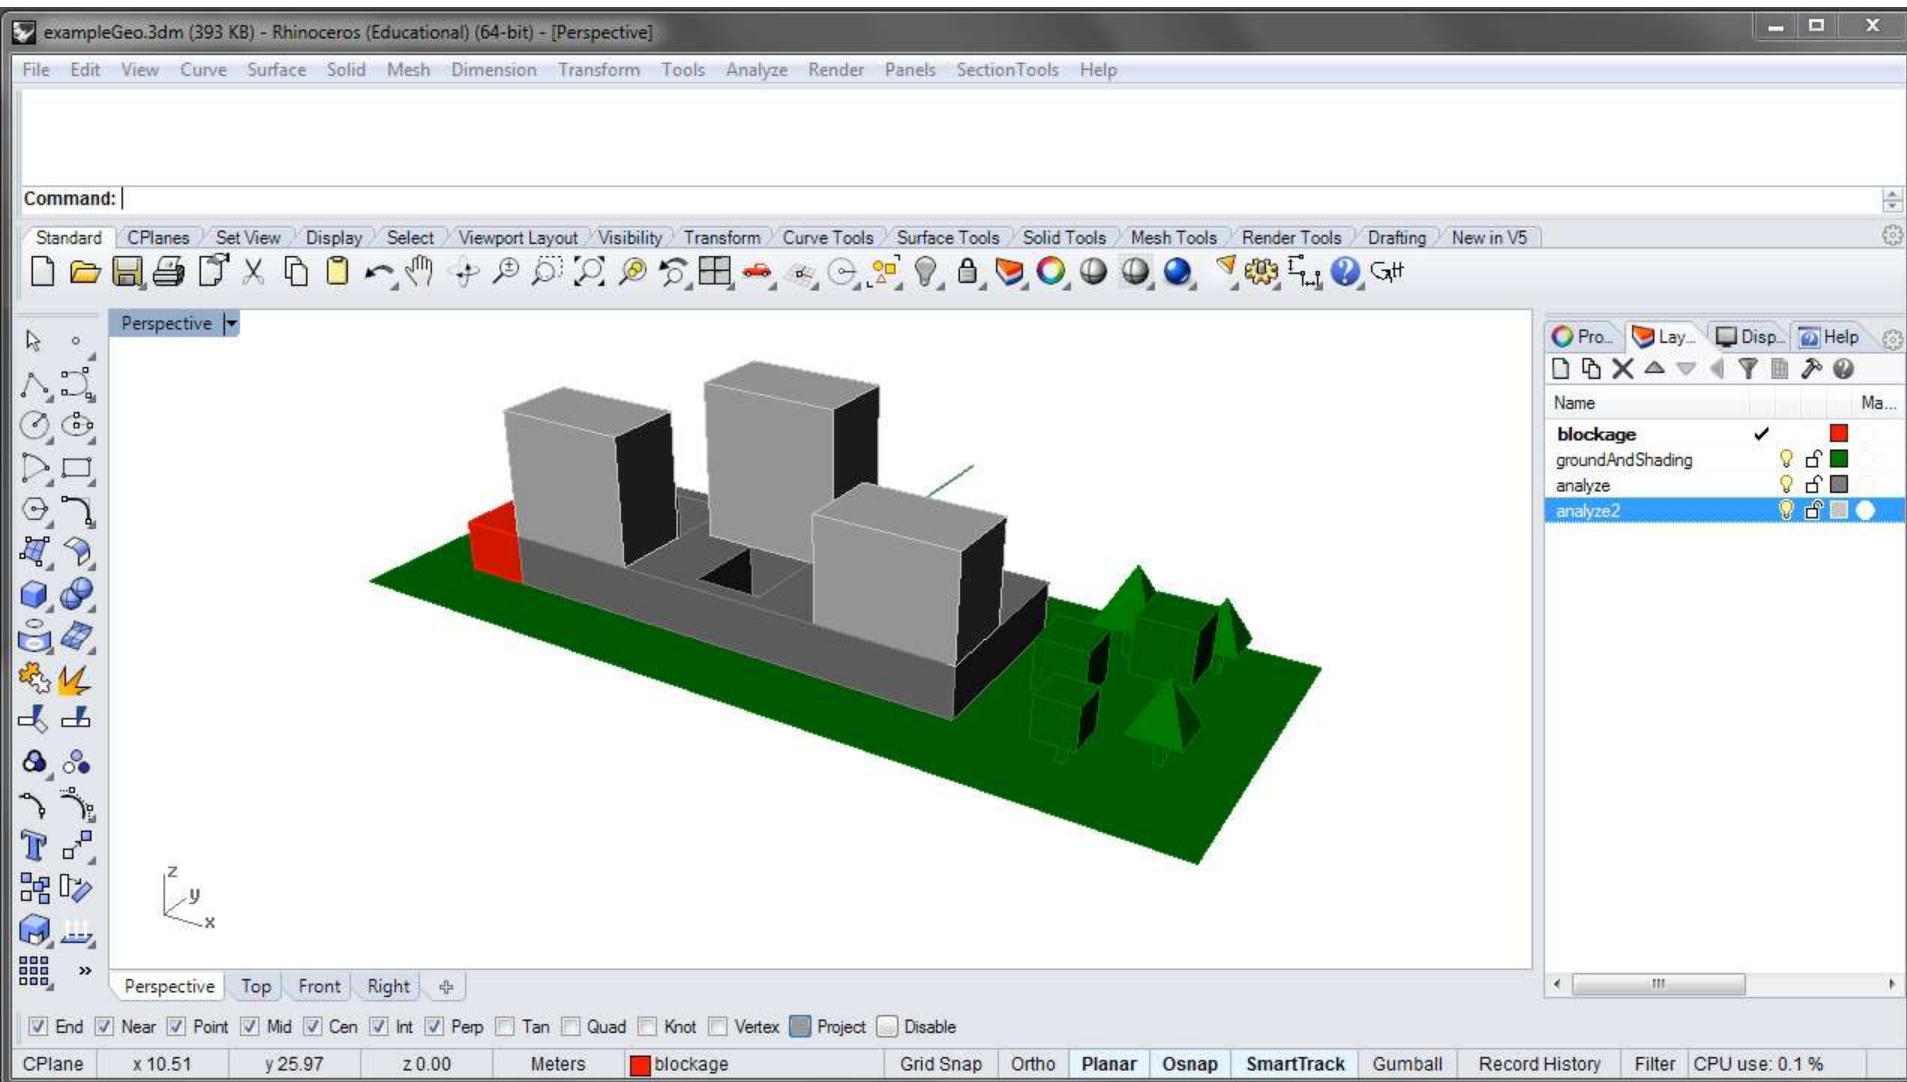 exampleGeo.3dm (393 KB) - Rhinoceros (Educational) (64-bit) - [Perspective]
File Edit View Curve Surface Solid Mesh Dimension Transform Tools Analyze Render Panels SectionTools Help
Command:
Standard CPlanes Set View Display Select Viewport Layout Visibility Transform Curve Tools Surface Tools Solid Tools Mesh Tools Render Tools Drafting New in V5
Perspective
Pro... Lay... Disp... Help
Name Ma...
blockage
groundAndShading
analyze
analyze2
z
y
x
Perspective Top Front Right
End Near Point Mid Cen Int Perp Tan Quad Knot Vertex Project Disable
CPlane x 10.51 y 25.97 z 0.00 Meters blockage Grid Snap Ortho Planar Osnap SmartTrack Gumball Record History Filter CPU use: 0.1 %